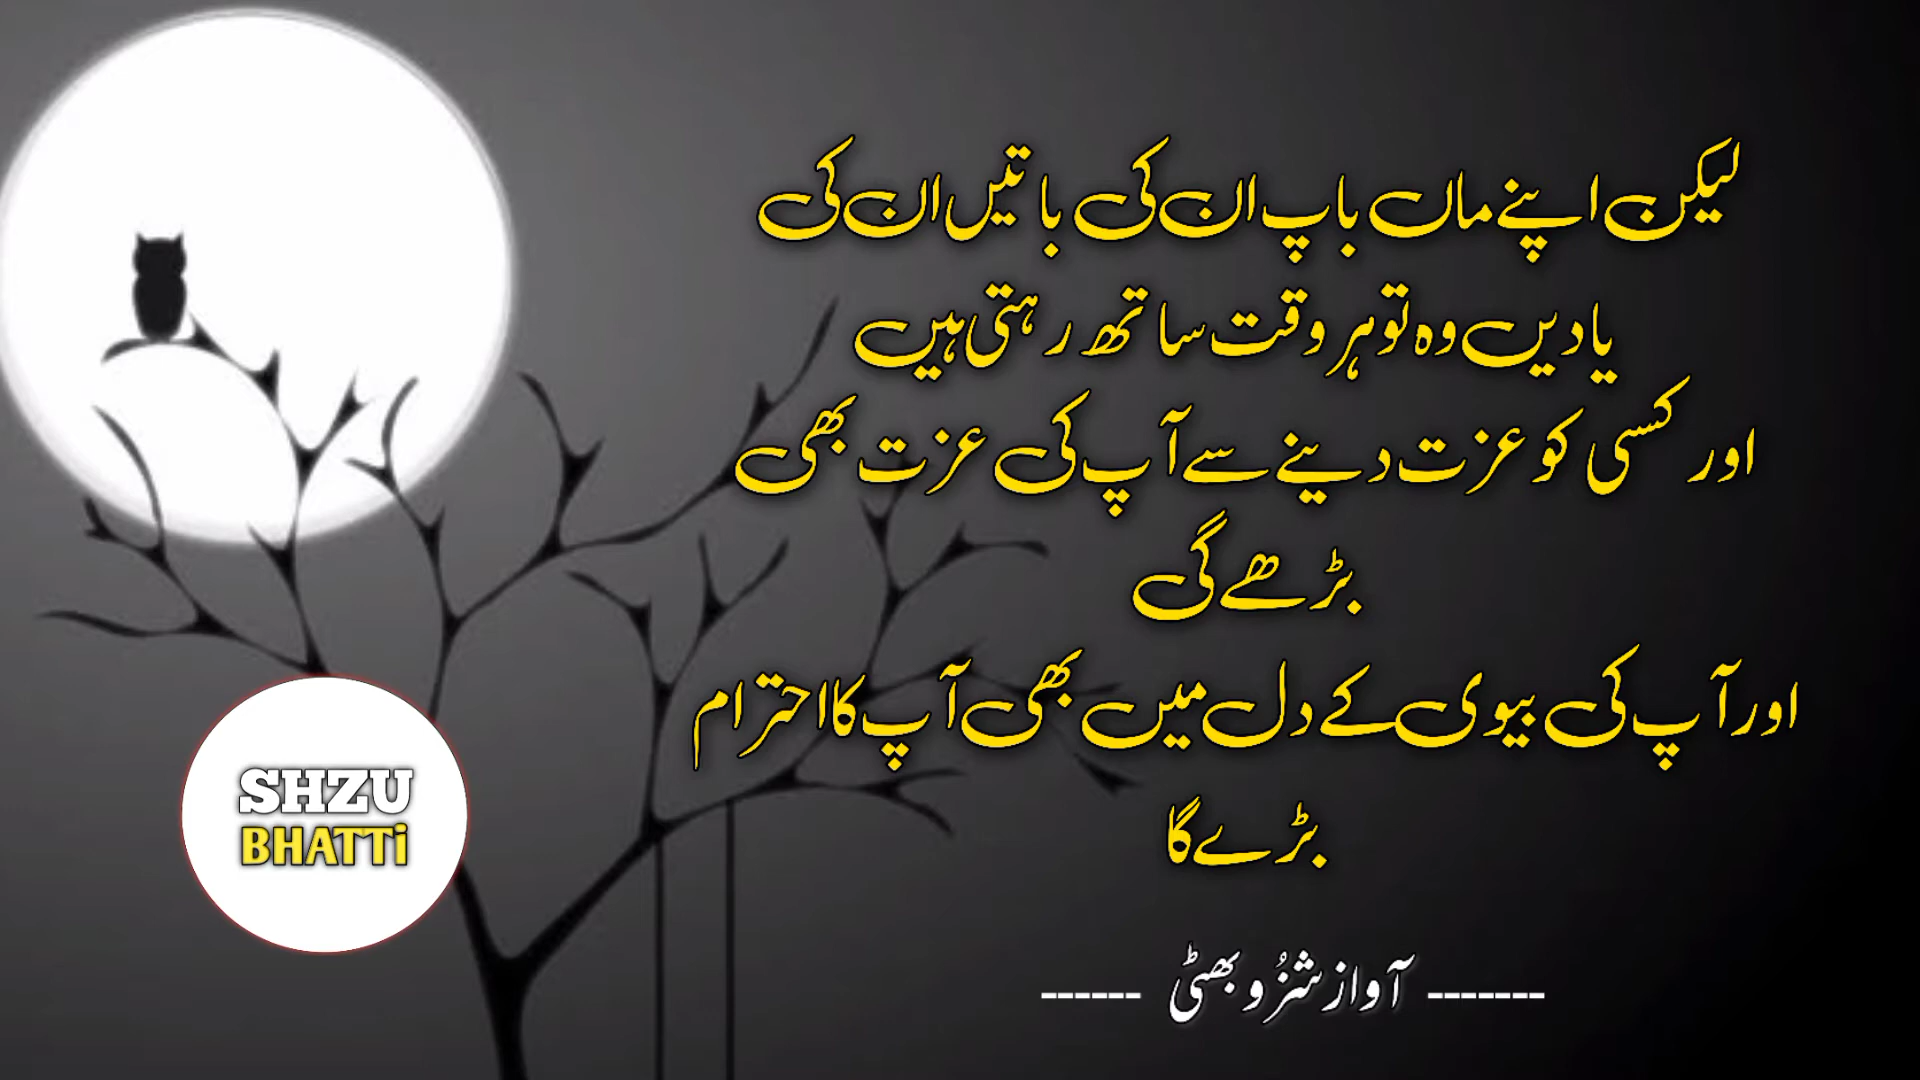 لیکن اپنے ماں باپ ان کی باتیں ان کی
یادیں وہ تو ہر وقت ساتھ رہتی ہیں
اور کسی کو عزت دینے سے آپ کی عزت بھی
بڑھے گی
اور آپ کی بیوی کے دل میں بھی آپ کا احترام
بڑے گا
------ آواز شزُو بھٹی -------
SHZU
BHATTi